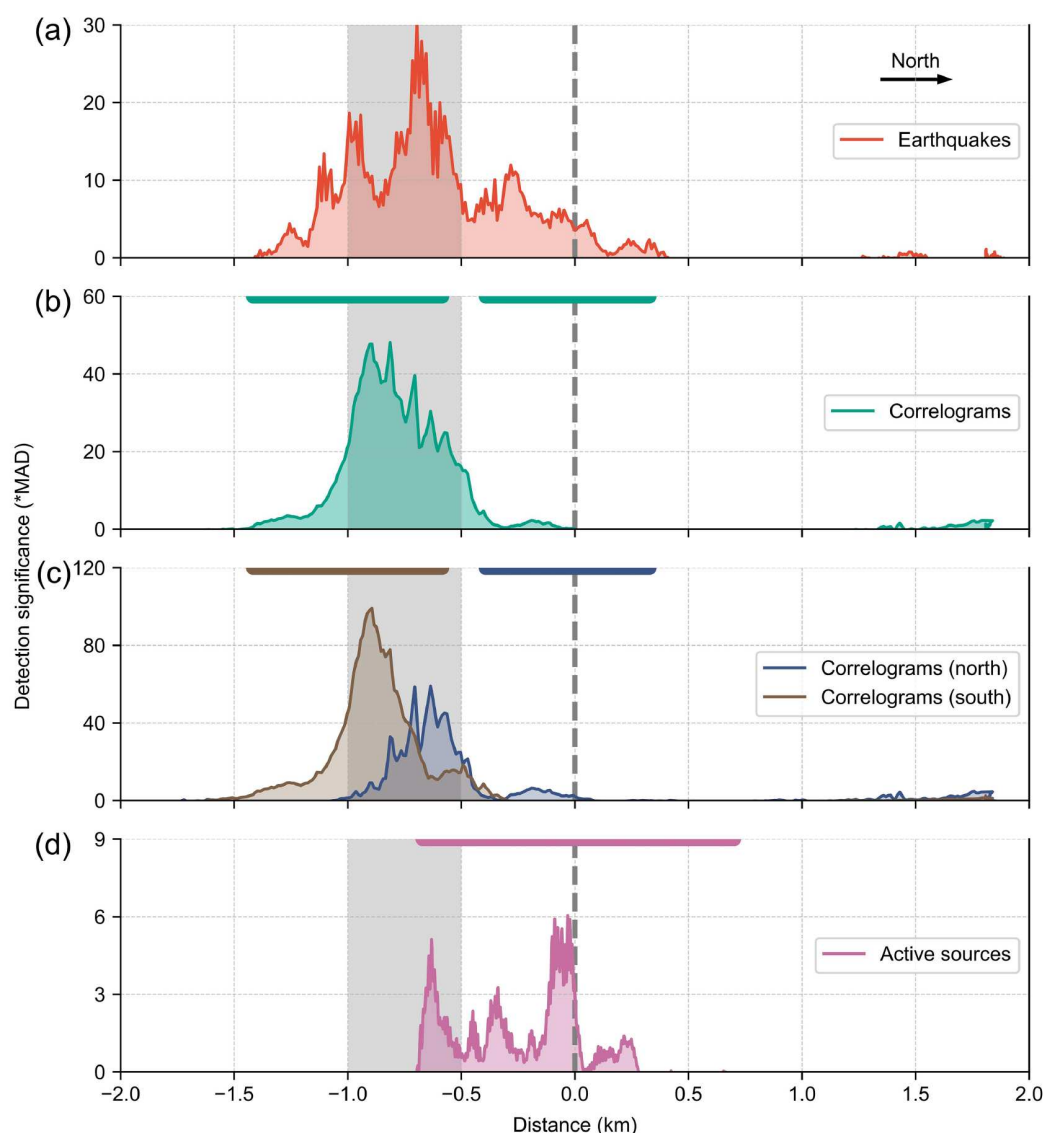 (a)
30
20
10
0
North
Earthquakes
(b)
60
40
20
0
Correlograms
Detection significance (*MAD)
(c)
120
80
40
0
Correlograms (north)
Correlograms (south)
(d)
9
6
3
0
Active sources
−2.0 −1.5 −1.0 −0.5 0.0 0.5 1.0 1.5 2.0
Distance (km)